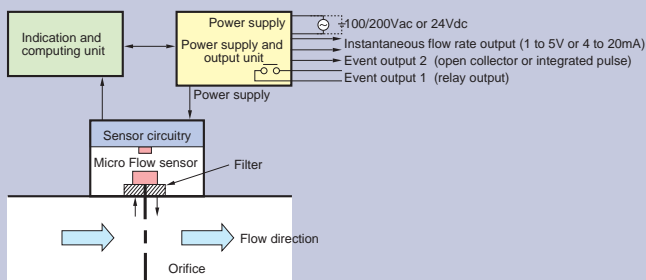 Indication and
computing unit
Power supply
Power supply and
output unit
100/200Vac or 24Vdc
Instantaneous flow rate output (1 to 5V or 4 to 20mA)
Event output 2 (open collector or integrated pulse)
Event output 1 (relay output)
Power supply
Sensor circuitry
Micro Flow sensor
Filter
Flow direction
Orifice